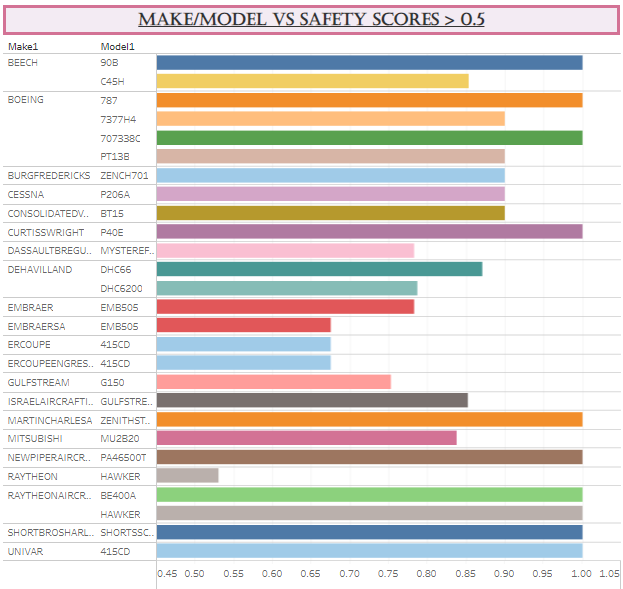 MAKE/MODEL VS SAFETY SCORES > 0.5
Make1 Model1
BEECH 90B
C45H
BOEING 787
7377H4
707338C
PT13B
BURGFREDERICKS ZENCH701
CESSNA P206A
CONSOLIDATEDV.. BT15
CURTISSWRIGHT P40E
DASSAULTBREGU.. MYSTEREF..
DEHAVILLAND DHC66
DHC6200
EMBRAER EMB505
EMBRAERSA EMB505
ERCOUPE 415CD
ERCOUPEENGRES.. 415CD
GULFSTREAM G150
ISRAELAIRCRAFTI.. GULFSTRE..
MARTINCHARLESA ZENITHST..
MITSUBISHI MU2B20
NEWPIPERAIRCR.. PA46500T
RAYTHEON HAWKER
RAYTHEONAIRCR.. BE400A
HAWKER
SHORTBROSHARL.. SHORTSSC..
UNIVAR 415CD
0.45 0.50 0.55 0.60 0.65 0.70 0.75 0.80 0.85 0.90 0.95 1.00 1.05